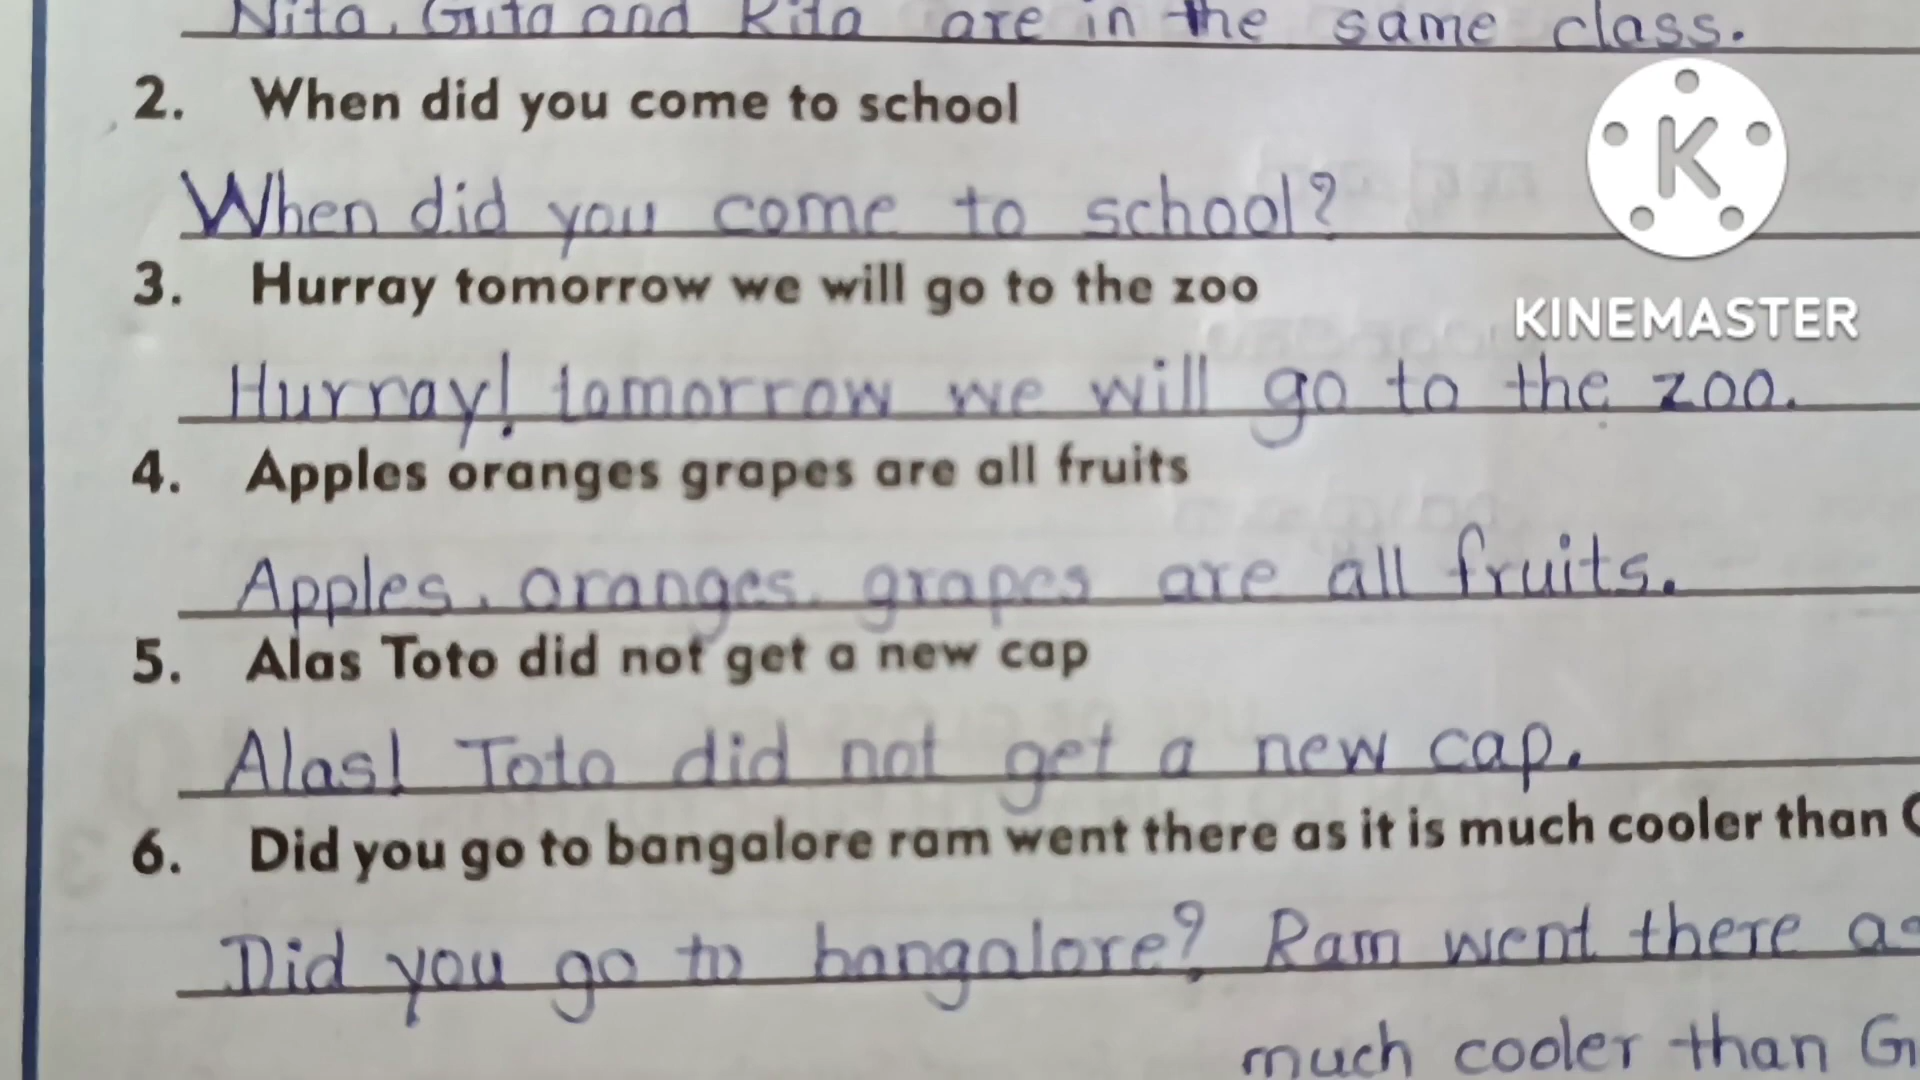 Nita, Gita and Rita are in the same class.
2. When did you come to school
When did you come to school?
3. Hurray tomorrow we will go to the zoo
Hurray! tomorrow we will go to the zoo.
4. Apples oranges grapes are all fruits
Apples, oranges, grapes are all fruits.
5. Alas Toto did not get a new cap
Alas! Toto did not get a new cap.
6. Did you go to bangalore ram went there as it is much cooler than
Did you go to bangalore? Ram went there as
much cooler than
K
KINEMASTER